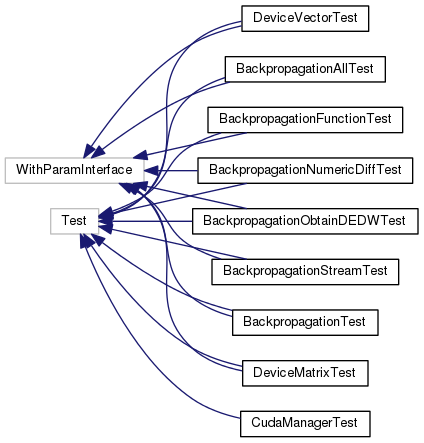 DeviceVectorTest
BackpropagationAllTest
BackpropagationFunctionTest
WithParamInterface
BackpropagationNumericDiffTest
Test
BackpropagationObtainDEDWTest
BackpropagationStreamTest
BackpropagationTest
DeviceMatrixTest
CudaManagerTest